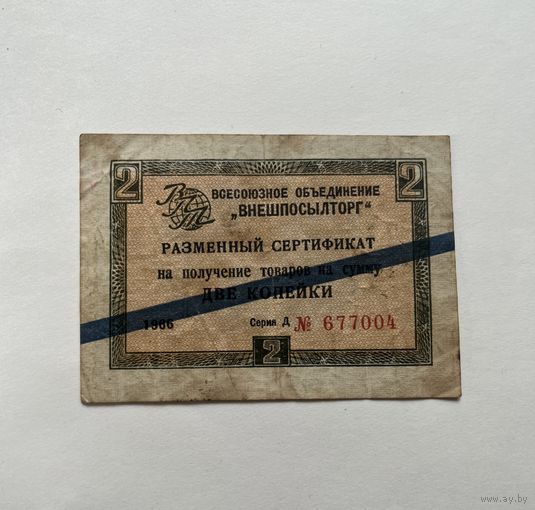 2 2
ВПТ
ВСЕСОЮЗНОЕ ОБЪЕДИНЕНИЕ
„ВНЕШПОСЫЛТОРГ“
РАЗМЕННЫЙ СЕРТИФИКАТ
на получение товаров на сумму
ДВЕ КОПЕЙКИ
1966 Серия Д № 677004
2
www.ay.by